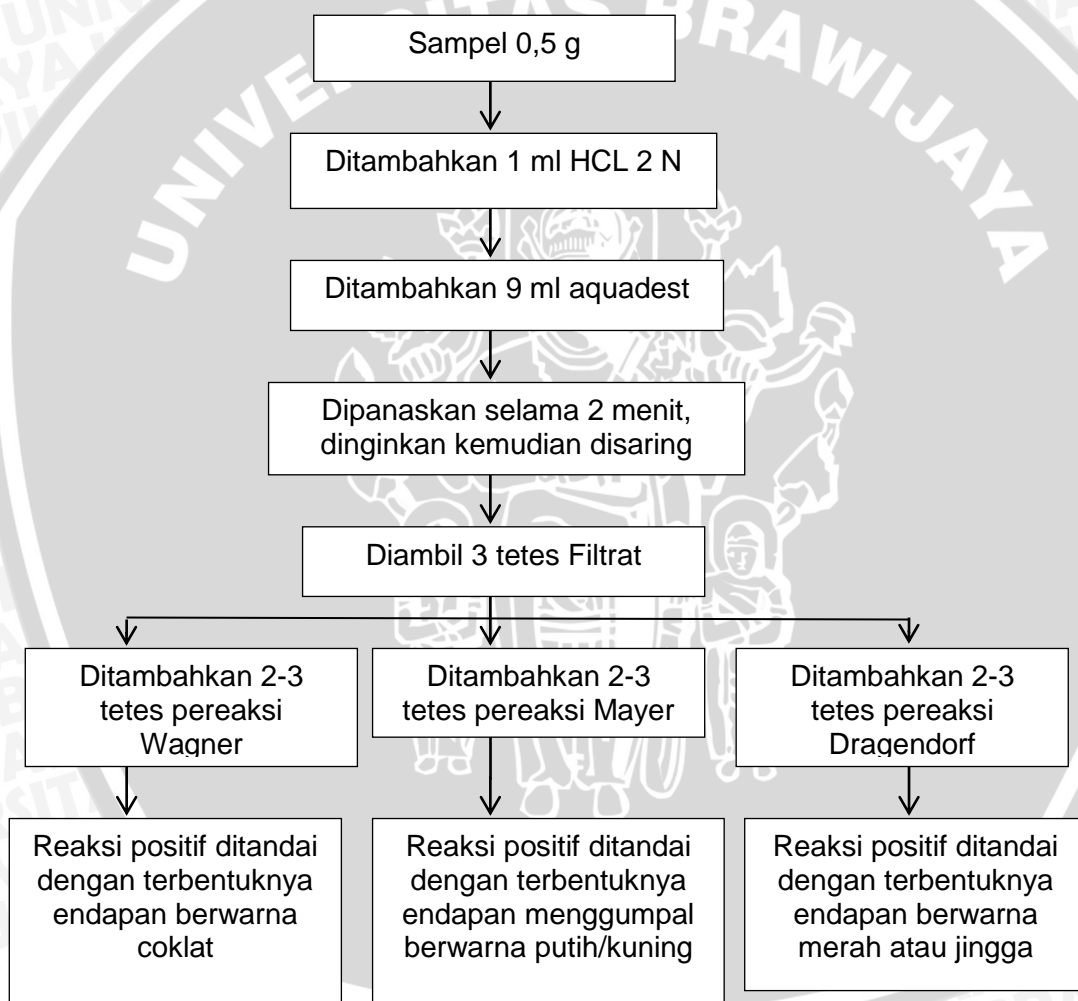 UNIVERSITAS BRAWIJAYA
Sampel 0,5 g
Ditambahkan 1 ml HCL 2 N
Ditambahkan 9 ml aquadest
Dipanaskan selama 2 menit,
dinginkan kemudian disaring
Diambil 3 tetes Filtrat
Ditambahkan 2-3
tetes pereaksi
Wagner
Ditambahkan 2-3
tetes pereaksi Mayer
Ditambahkan 2-3
tetes pereaksi
Dragendorf
Reaksi positif ditandai
dengan terbentuknya
endapan berwarna
coklat
Reaksi positif ditandai
dengan terbentuknya
endapan menggumpal
berwarna putih/kuning
Reaksi positif ditandai
dengan terbentuknya
endapan berwarna
merah atau jingga